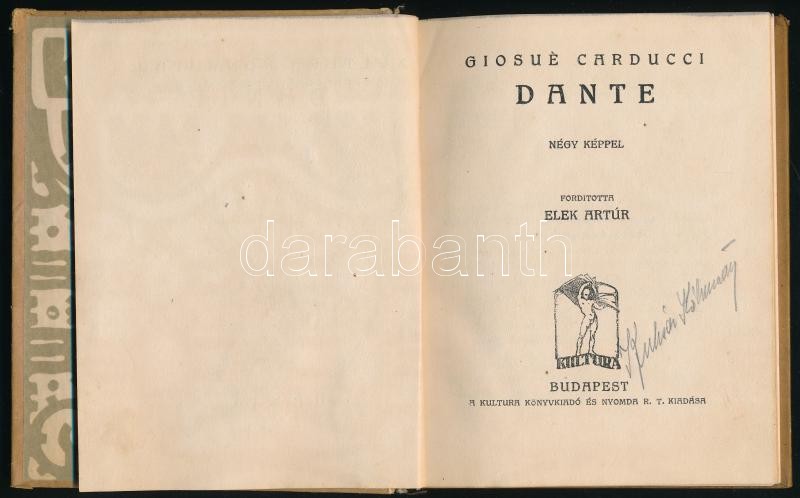 GIOSUÈ CARDUCCI
DANTE
NÉGY KÉPPEL
FORDITOTTA
ELEK ARTÚR
darabanth
KULTURA
BUDAPEST
A KULTURA KÖNYVKIADÓ ÉS NYOMDA R. T. KIADÁSA